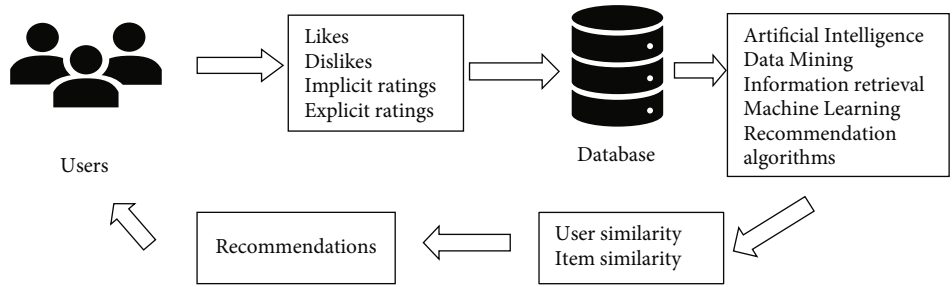 Users
Likes
Dislikes
Implicit ratings
Explicit ratings
Database
Artificial Intelligence
Data Mining
Information retrieval
Machine Learning
Recommendation
algorithms
User similarity
Item similarity
Recommendations